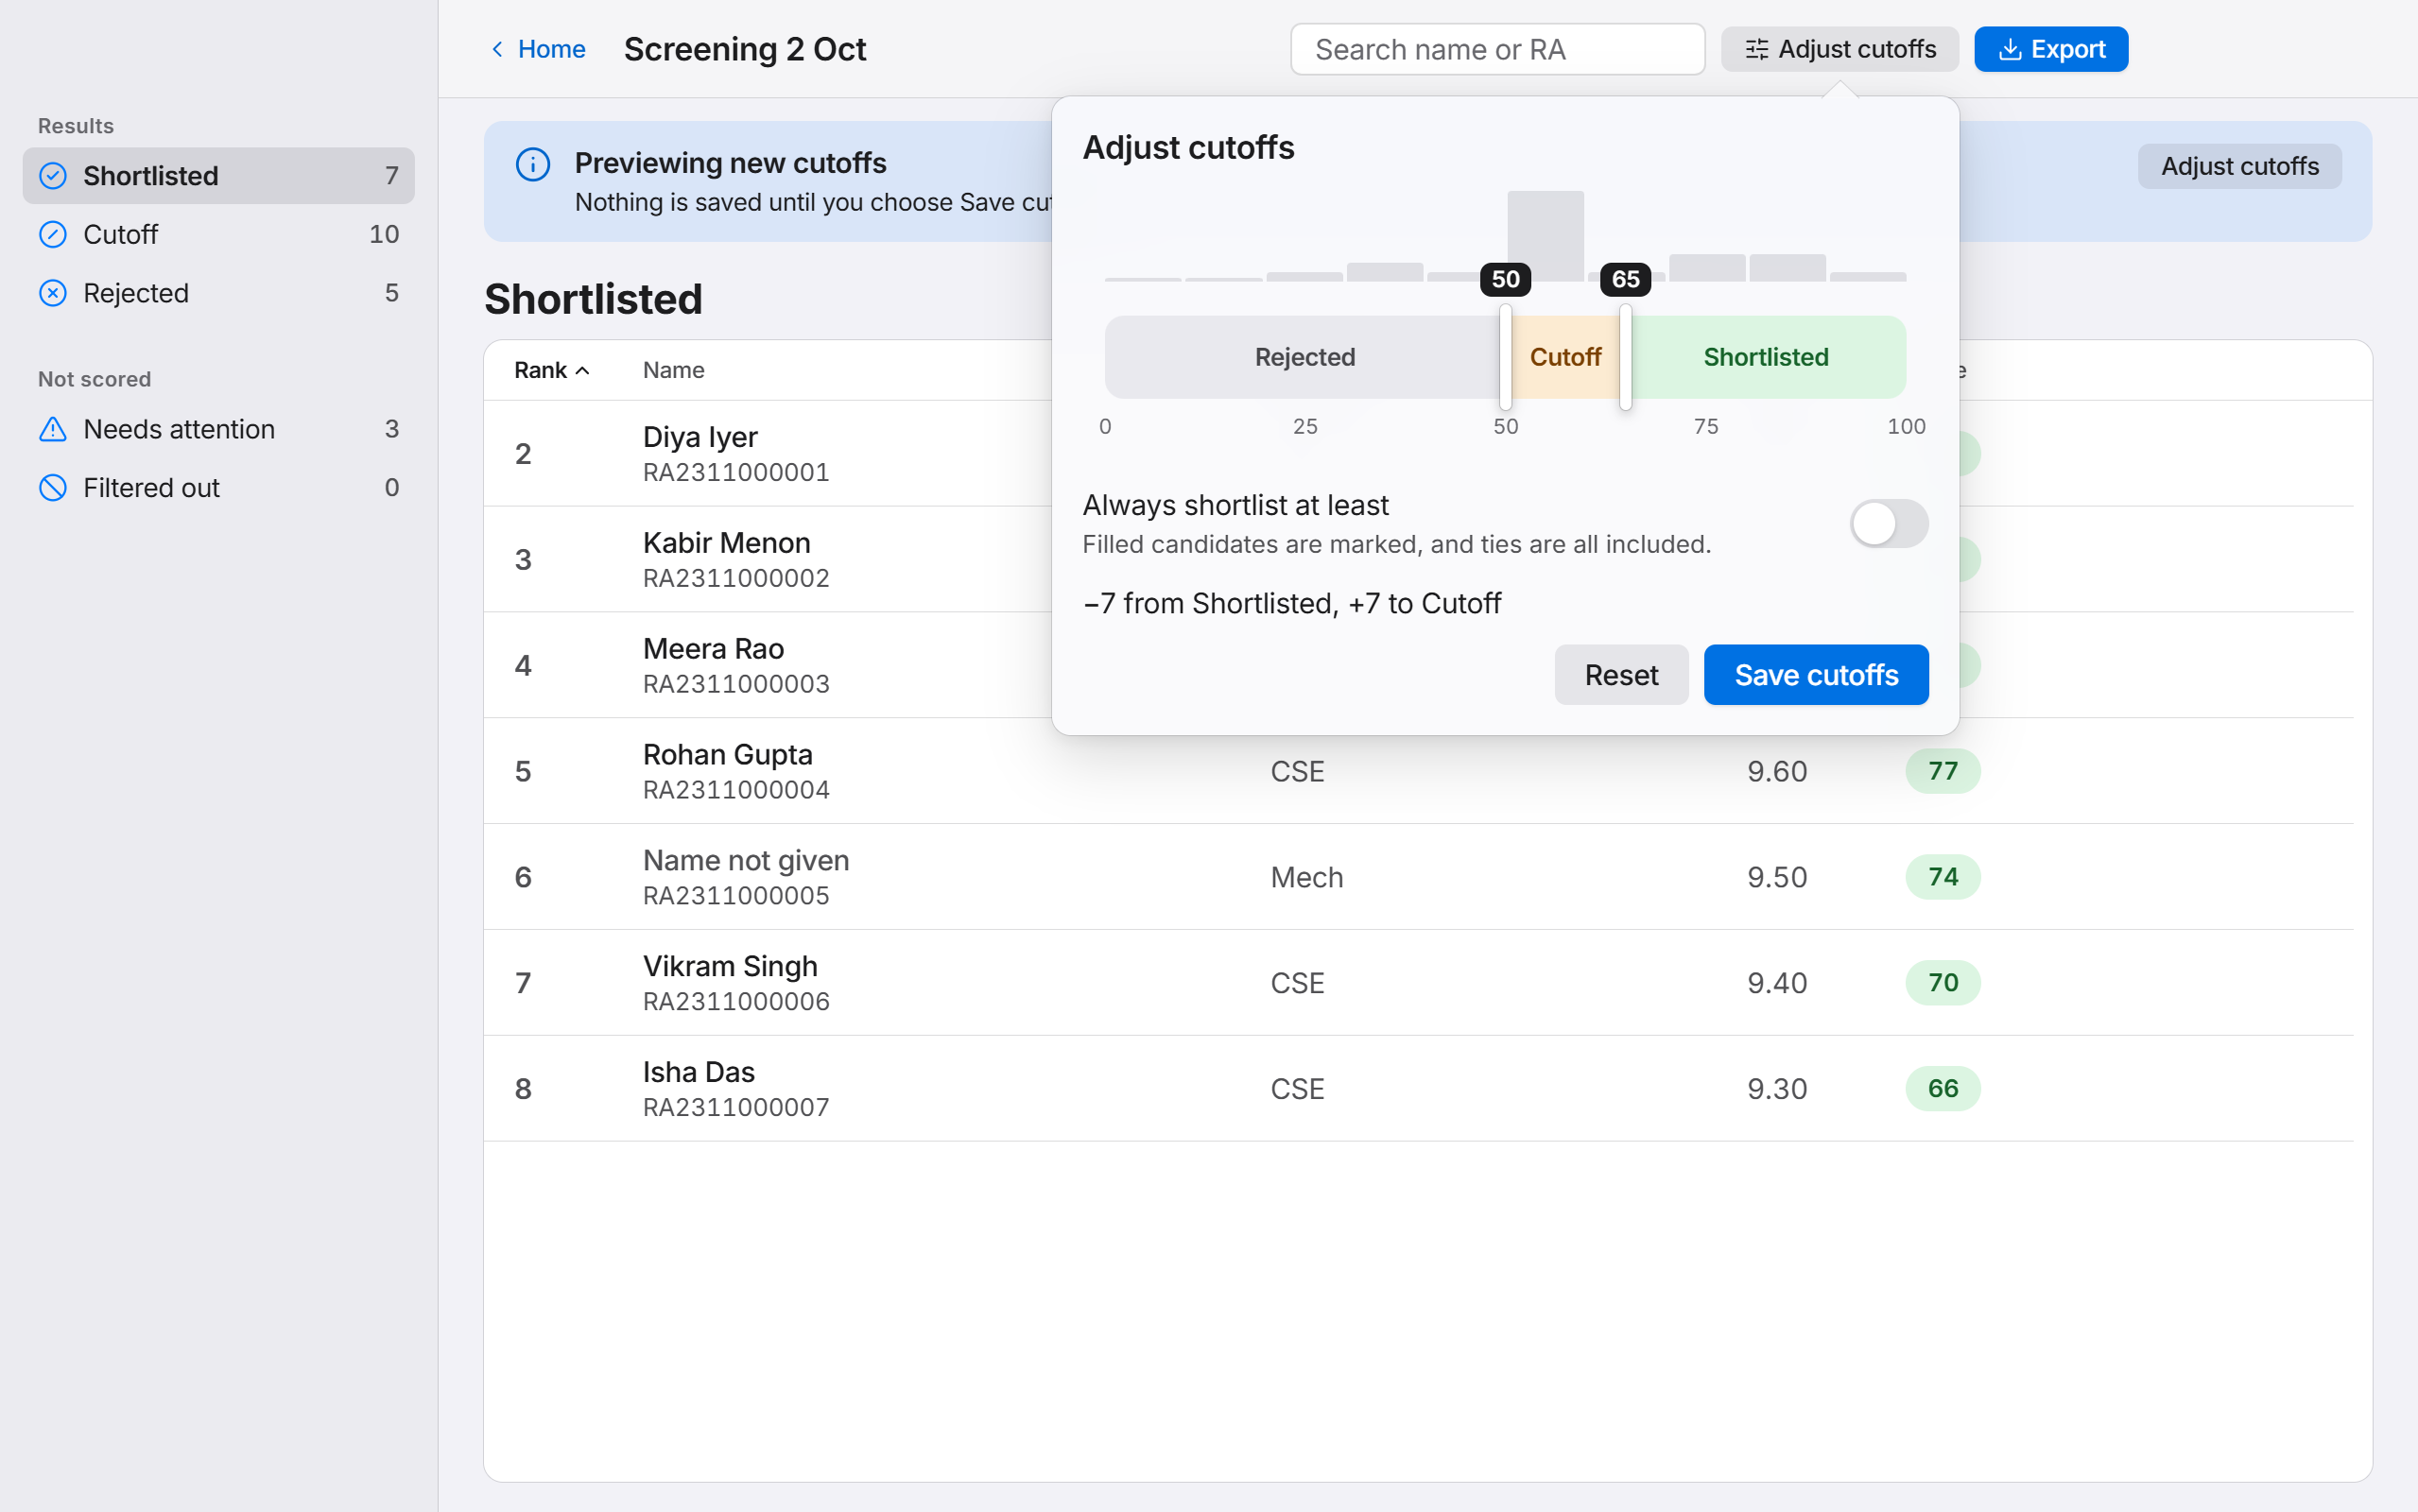 Home
Screening 2 Oct
Search name or RA
Adjust cutoffs
Export
Results
Shortlisted 7
Cutoff 10
Rejected 5
Not scored
Needs attention 3
Filtered out 0
Previewing new cutoffs
Nothing is saved until you choose Save
Adjust cutoffs
Shortlisted
Adjust cutoffs
50 65
Rejected Cutoff Shortlisted
0 25 50 75 100
Always shortlist at least
Filled candidates are marked, and ties are all included.
–7 from Shortlisted, +7 to Cutoff
Reset Save cutoffs
Rank Name
2 Diya Iyer
RA2311000001
3 Kabir Menon
RA2311000002
4 Meera Rao
RA2311000003
5 Rohan Gupta CSE 9.60 77
RA2311000004
6 Name not given Mech 9.50 74
RA2311000005
7 Vikram Singh CSE 9.40 70
RA2311000006
8 Isha Das CSE 9.30 66
RA2311000007